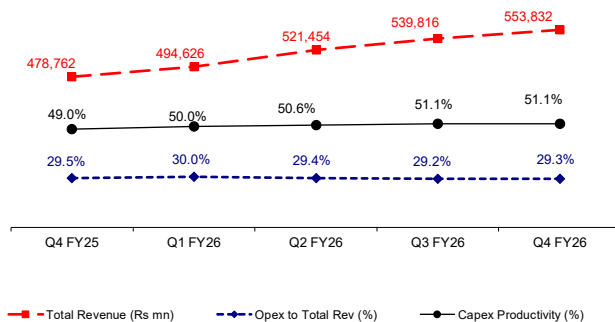 478,762 494,626 521,454 539,816 553,832
49.0% 50.0% 50.6% 51.1% 51.1%
29.5% 30.0% 29.4% 29.2% 29.3%
Q4 FY25 Q1 FY26 Q2 FY26 Q3 FY26 Q4 FY26
Total Revenue (Rs mn) Opex to Total Rev (%) Capex Productivity (%)